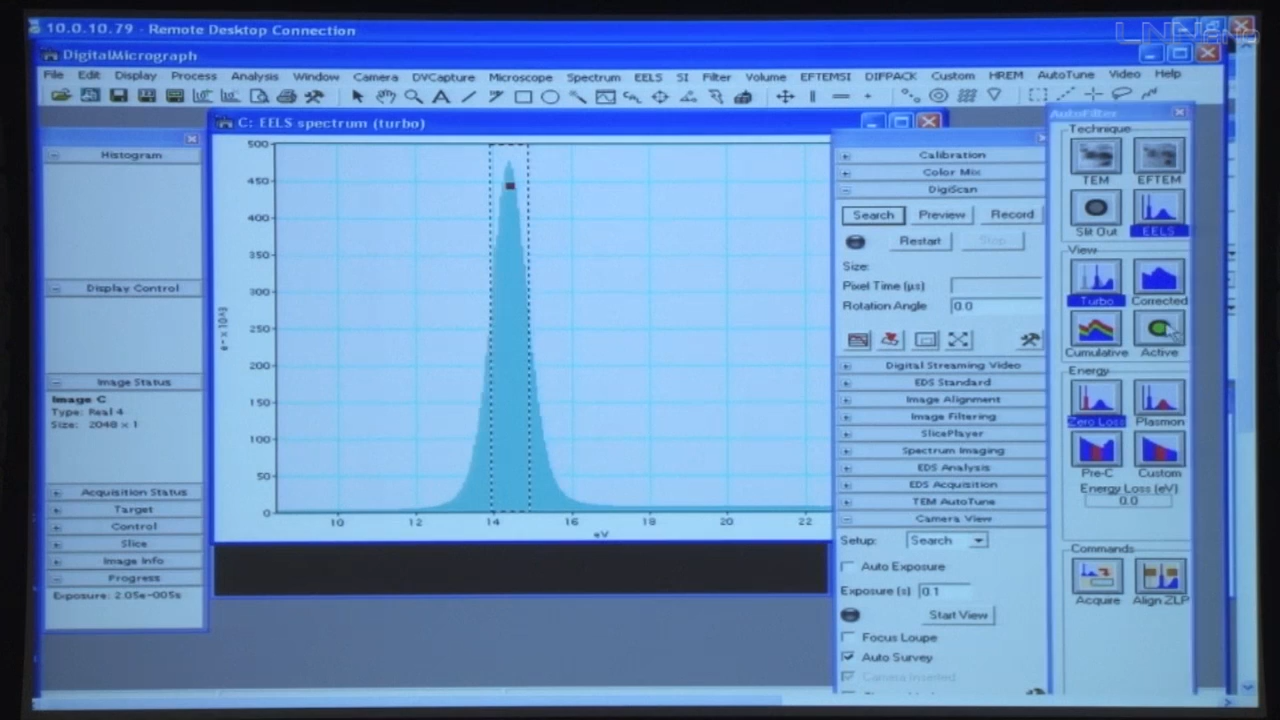 10.0.10.79 - Remote Desktop Connection
LNNano
DigitalMicrograph
File Edit Display Process Analysis Window Camera DVCapture Microscope Spectrum EELS SI Filter Volume EFTEMSI DIFPACK Custom HREM AutoTune Video Help
C: EELS spectrum (turbo)
Histogram
Display Control
Image Status
Image C
Type: Real 4
Size: 2048 x 1
Acquisition Status
Target
Control
Slice
Image Info
Progress
Exposure: 2.05e-005s
500
450
400
350
300
250
200
150
100
50
0
e- x 10^3
10 12 14 16 18 20 22
eV
Calibration
Color Mix
DigiScan
Search Preview Record
Restart Stop
Size:
Pixel Time (µs)
Rotation Angle 0.0
Digital Streaming Video
EDS Standard
Image Alignment
Image Filtering
SlicePlayer
Spectrum Imaging
EDS Analysis
EDS Acquisition
TEM AutoTune
Camera View
Setup: Search
Auto Exposure
Exposure (s) 0.1
Start View
Focus Loupe
Auto Survey
Camera Inserted
AutoFilter
Technique
TEM EFTEM
Slit Out EELS
View
Turbo Corrected
Cumulative Active
Energy
Zero Loss Plasmon
Pre-C Custom
Energy Loss (eV)
0.0
Commands
Acquire Align ZLP